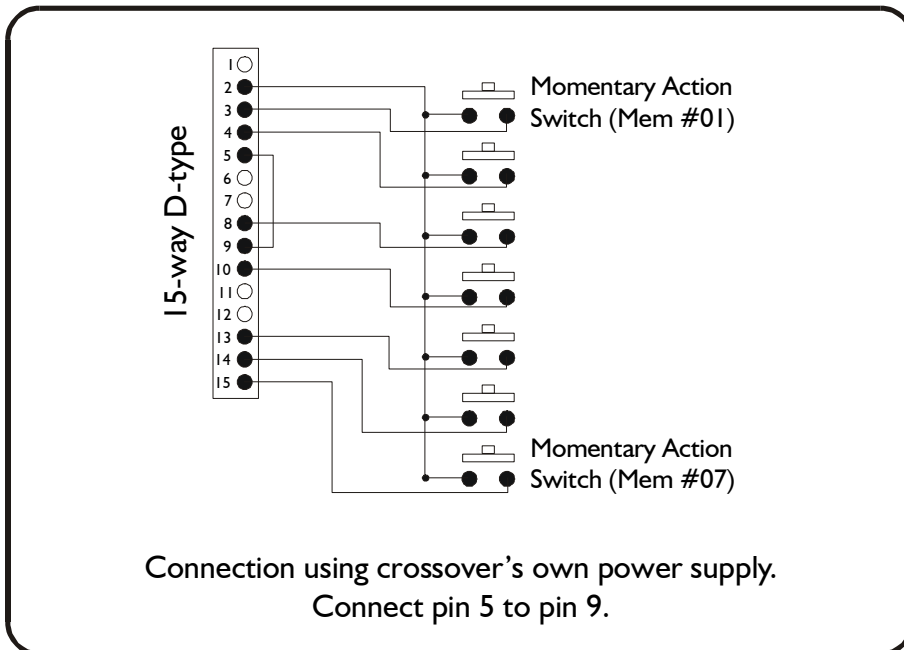 15-way D-type
1
2
3
4
5
6
7
8
9
10
11
12
13
14
15
Momentary Action
Switch (Mem #01)
Momentary Action
Switch (Mem #07)
Connection using crossover's own power supply.
Connect pin 5 to pin 9.